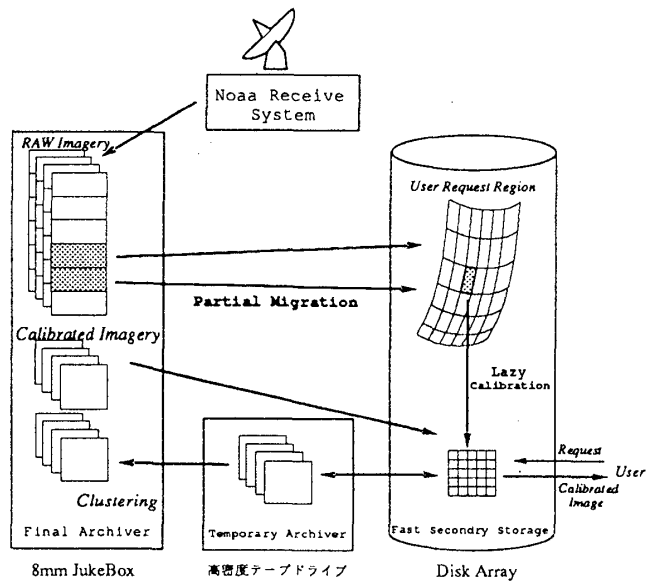 Noaa Receive
System
RAW Imagery
User Request Region
Partial Migration
Calibrated Imagery
Lazy
Calibration
Request
User
Calibrated
Image
Clustering
Final Archiver
Temporary Archiver
Fast Secondry Storage
8mm JukeBox
高密度テープドライブ
Disk Array